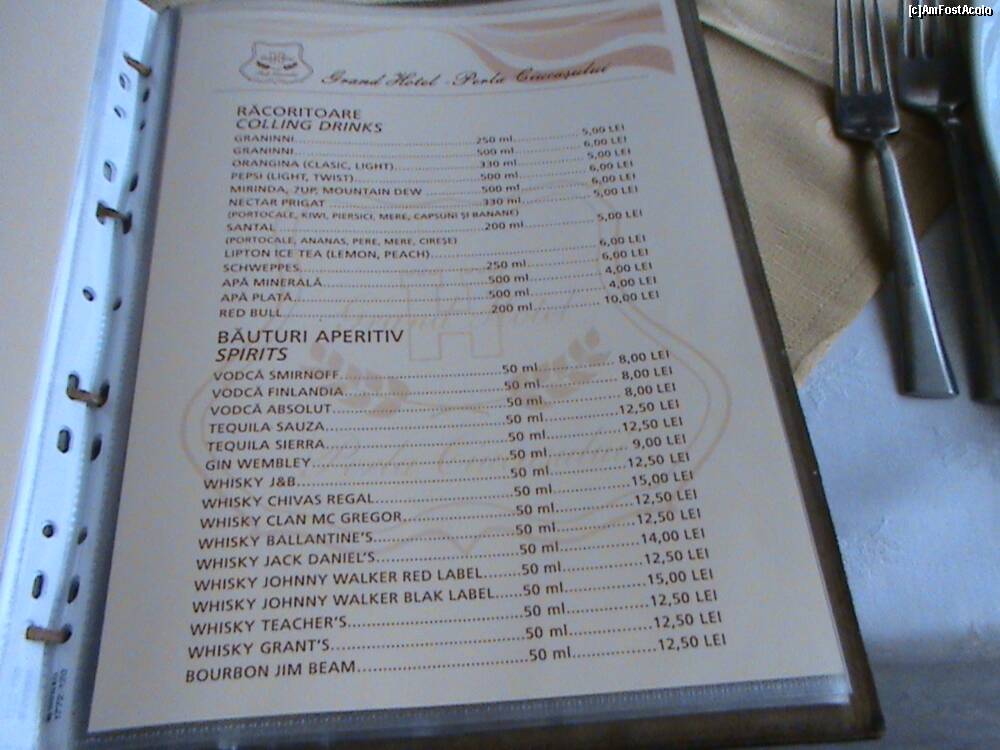 [c]AmFostAcolo
Grand Hotel - Perla Ciucașului
RĂCORITOARE
COLLING DRINKS
GRANINNI......250 ml......5,00 LEI
GRANINNI......500 ml......6,00 LEI
ORANGINA (CLASIC, LIGHT)......330 ml......5,00 LEI
PEPSI (LIGHT, TWIST)......500 ml......6,00 LEI
MIRINDA, 7UP, MOUNTAIN DEW......500 ml......6,00 LEI
NECTAR PRIGAT......330 ml......5,00 LEI
(PORTOCALE, KIWI, PIERSICI, MERE, CAPSUNI ȘI BANANE)
SANTAL......200 ml......5,00 LEI
(PORTOCALE, ANANAS, PERE, MERE, CIREȘE)
LIPTON ICE TEA (LEMON, PEACH)......6,00 LEI
SCHWEPPES......250 ml......6,00 LEI
APĂ MINERALĂ......500 ml......4,00 LEI
APĂ PLATĂ......500 ml......4,00 LEI
RED BULL......200 ml......10,00 LEI
BĂUTURI APERITIV
SPIRITS
VODCĂ SMIRNOFF......50 ml......8,00 LEI
VODCĂ FINLANDIA......50 ml......8,00 LEI
VODCĂ ABSOLUT......50 ml......8,00 LEI
TEQUILA SAUZA......50 ml......12,50 LEI
TEQUILA SIERRA......50 ml......12,50 LEI
GIN WEMBLEY......50 ml......9,00 LEI
WHISKY J&B......50 ml......12,50 LEI
WHISKY CHIVAS REGAL......50 ml......15,00 LEI
WHISKY CLAN MC GREGOR......50 ml......12,50 LEI
WHISKY BALLANTINE'S......50 ml......12,50 LEI
WHISKY JACK DANIEL'S......50 ml......14,00 LEI
WHISKY JOHNNY WALKER RED LABEL......50 ml......12,50 LEI
WHISKY JOHNNY WALKER BLAK LABEL......50 ml......15,00 LEI
WHISKY TEACHER'S......50 ml......12,50 LEI
WHISKY GRANT'S......50 ml......12,50 LEI
BOURBON JIM BEAM......50 ml......12,50 LEI